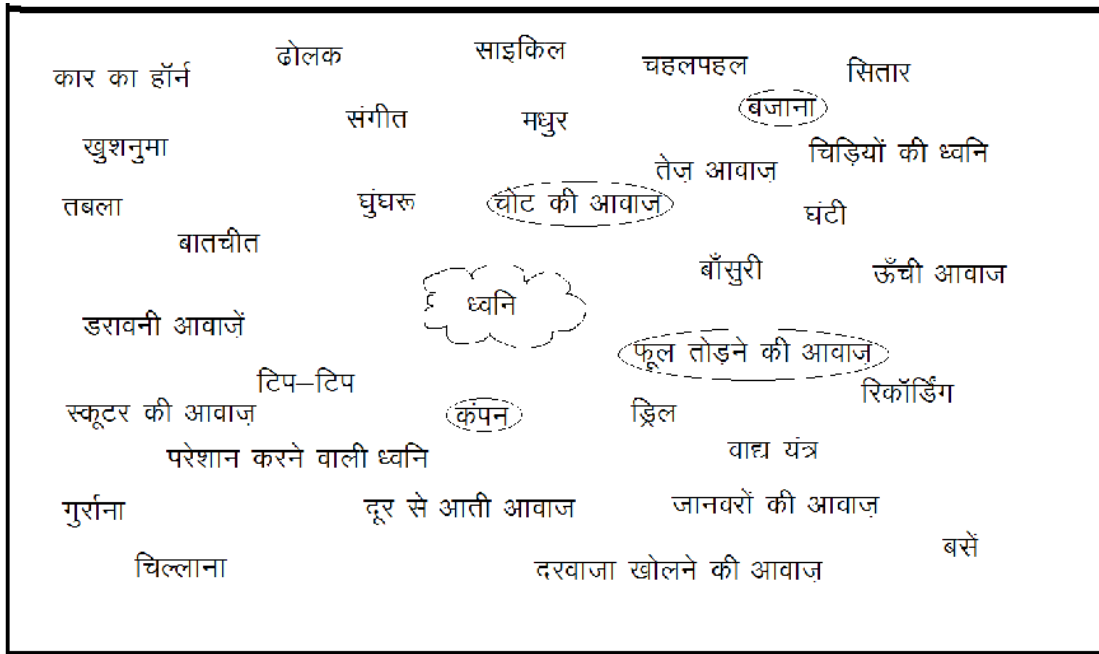 ढोलक
साइकिल
चहलपहल
सितार
कार का हॉर्न
बजाना
संगीत
मधुर
खुशनुमा
चिड़ियों की ध्वनि
तेज़ आवाज़
तबला
घुंघरू
चोट की आवाज़
घंटी
बातचीत
बाँसुरी
ऊँची आवाज
ध्वनि
डरावनी आवाज़ें
फूल तोड़ने की आवाज़
टिप–टिप
रिकॉर्डिंग
स्कूटर की आवाज़
कंपन
ड्रिल
परेशान करने वाली ध्वनि
वाद्य यंत्र
गुर्राना
दूर से आती आवाज
जानवरों की आवाज़
बसें
चिल्लाना
दरवाजा खोलने की आवाज़